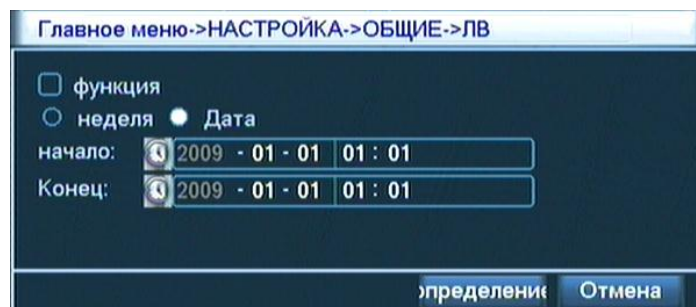 Главное меню->НАСТРОЙКА->ОБЩИЕ->ЛВ
функция
неделя Дата
начало: 2009 - 01 - 01 01 : 01
Конец: 2009 - 01 - 01 01 : 01
определение Отмена